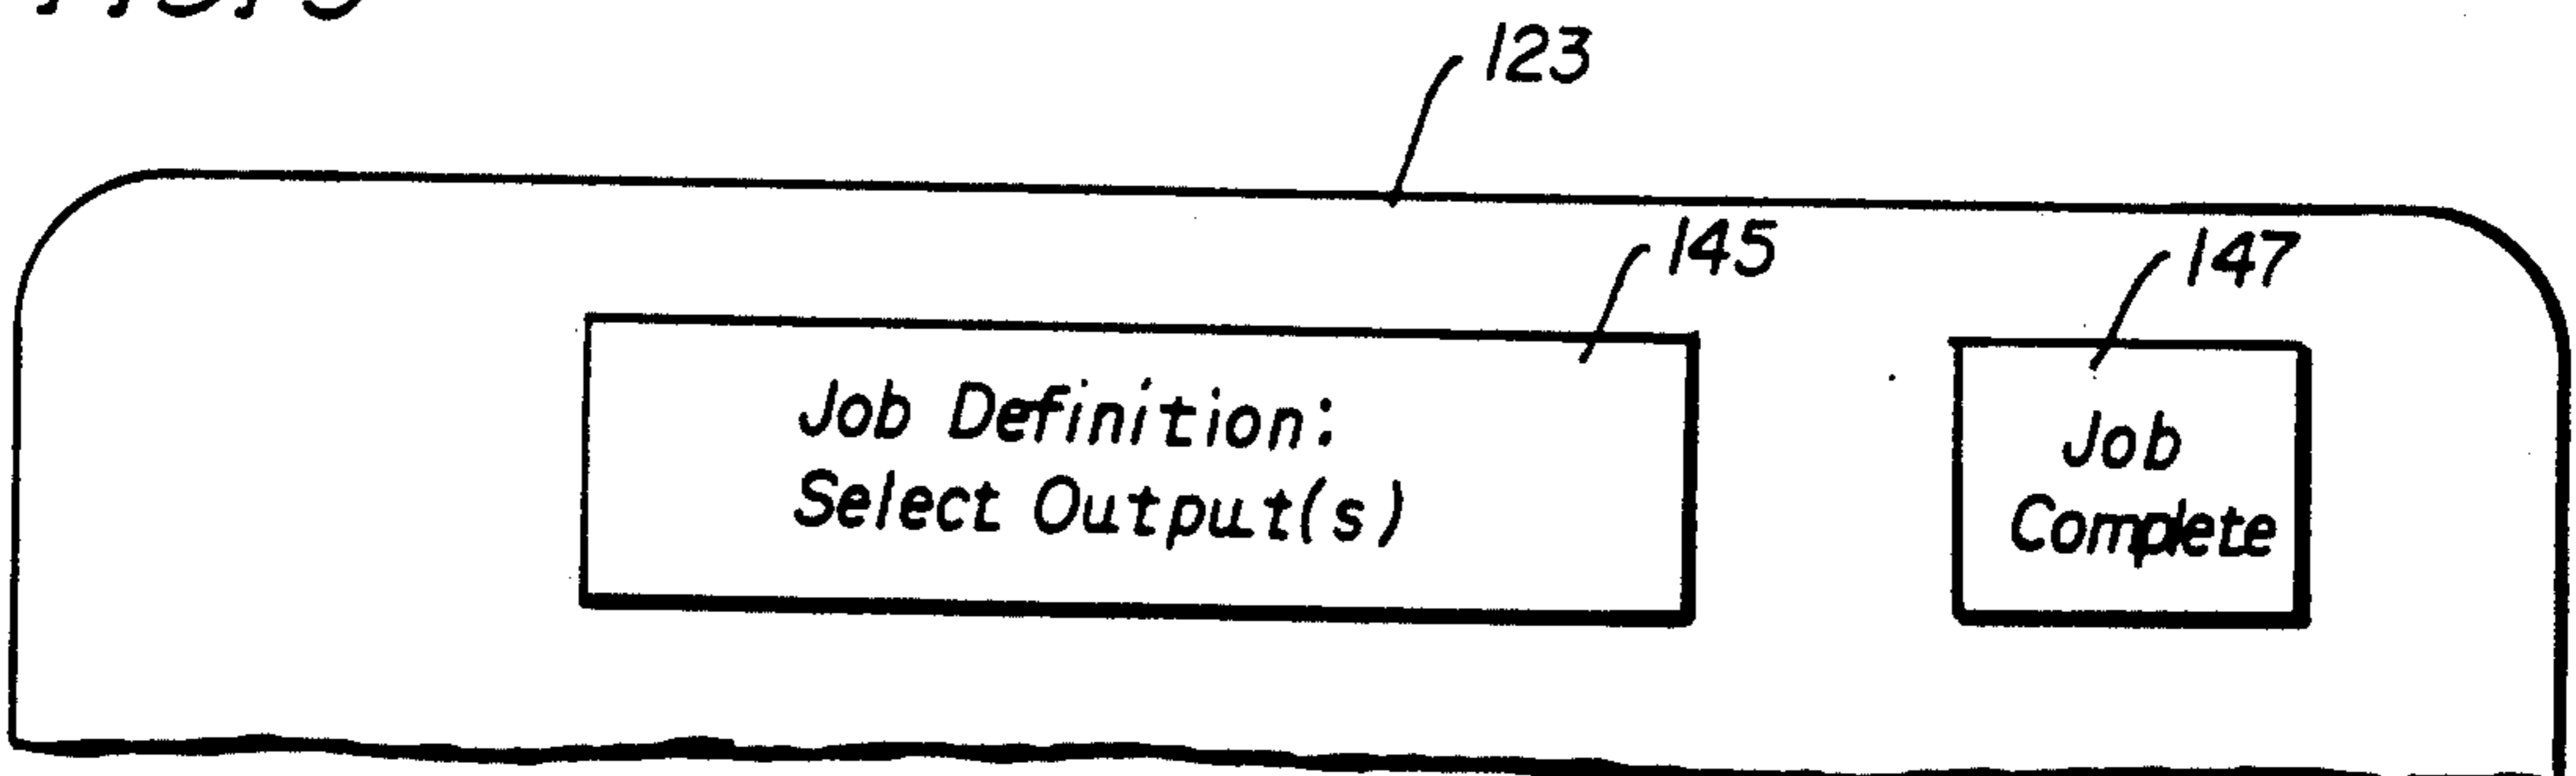 123
145
147
Job Definition:
Select Output(s)
Job
Complete